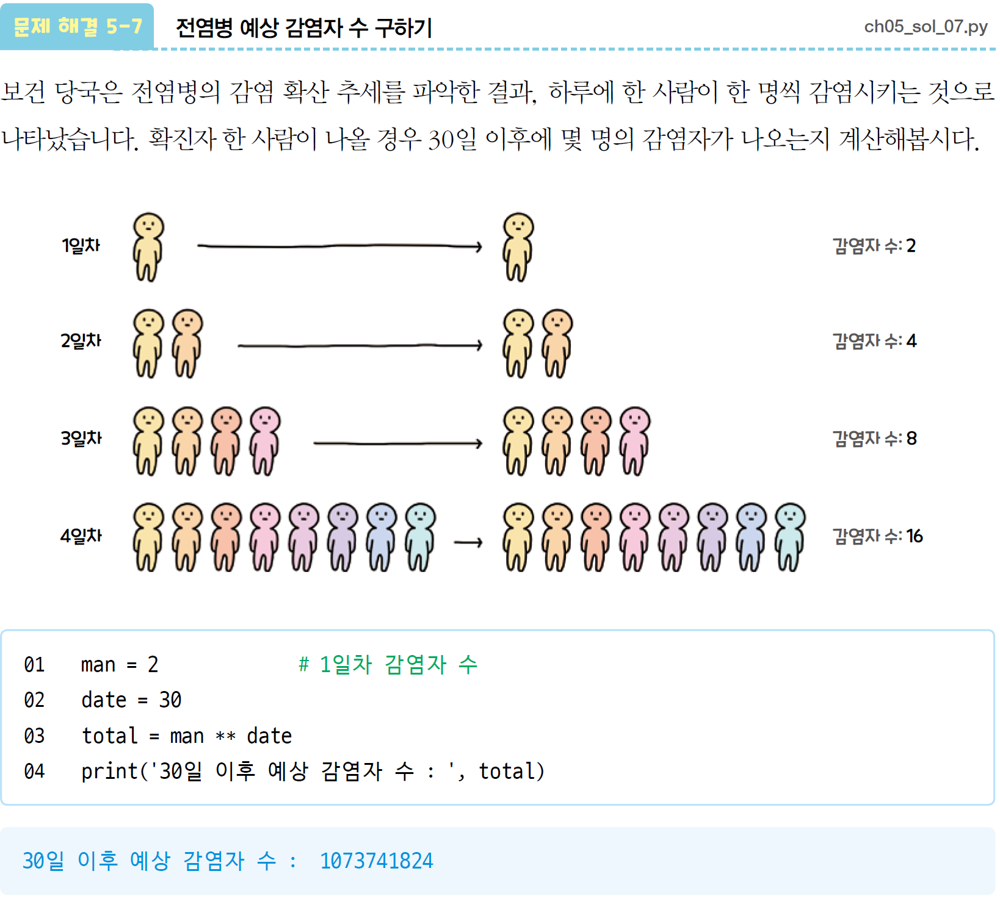 문제 해결 5-7 전염병 예상 감염자 수 구하기 ch05_sol_07.py
보건 당국은 전염병의 감염 확산 추세를 파악한 결과, 하루에 한 사람이 한 명씩 감염시키는 것으로
나타났습니다. 확진자 한 사람이 나올 경우 30일 이후에 몇 명의 감염자가 나오는지 계산해봅시다.
1일차 감염자 수: 2
2일차 감염자 수: 4
3일차 감염자 수: 8
4일차 감염자 수: 16
01 man = 2 # 1일차 감염자 수
02 date = 30
03 total = man ** date
04 print('30일 이후 예상 감염자 수 : ', total)
30일 이후 예상 감염자 수 : 1073741824